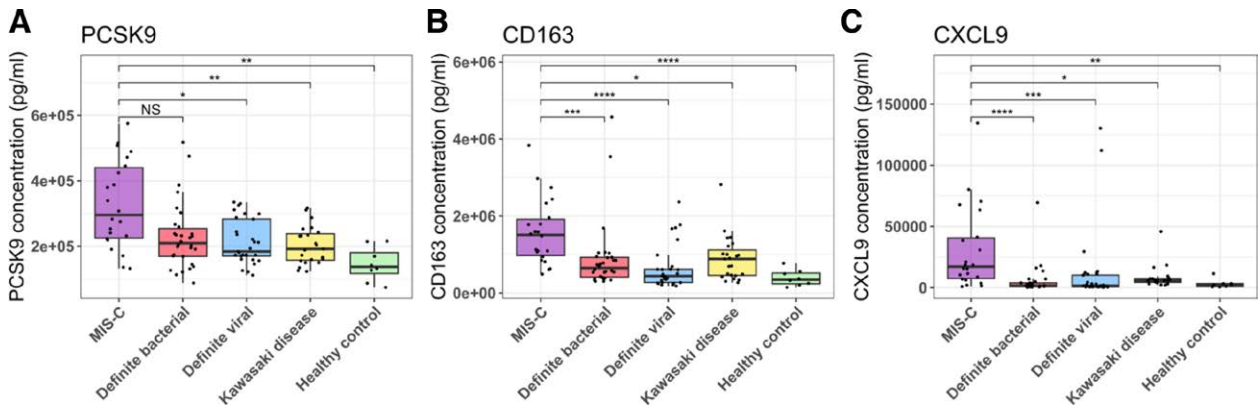 A
PCSK9
PCSK9 concentration (pg/ml)
6e+05
4e+05
2e+05
**
**
*
NS
MIS-C
Definite bacterial
Definite viral
Kawasaki disease
Healthy control
B
CD163
CD163 concentration (pg/ml)
6e+06
4e+06
2e+06
0e+00
****
*
****
***
MIS-C
Definite bacterial
Definite viral
Kawasaki disease
Healthy control
C
CXCL9
CXCL9 concentration (pg/ml)
150000
100000
50000
0
**
*
***
****
MIS-C
Definite bacterial
Definite viral
Kawasaki disease
Healthy control